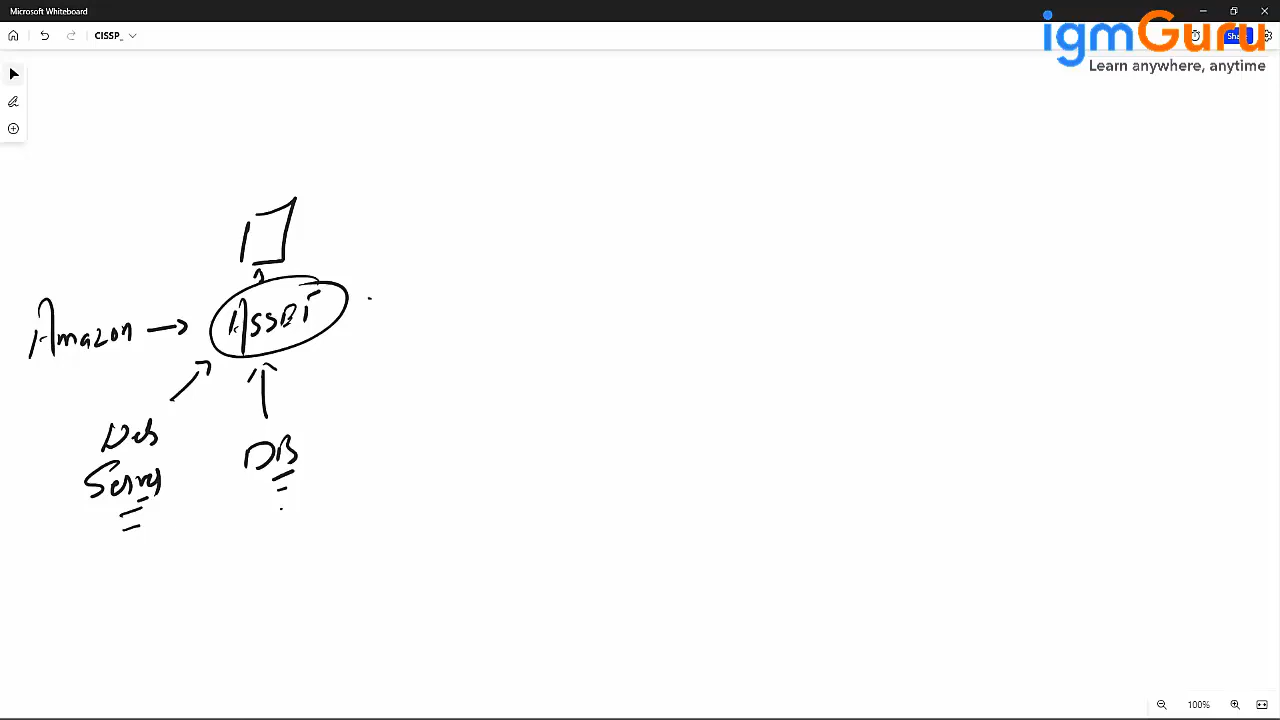 Microsoft Whiteboard
CISSP_
igmGuru
Learn anywhere, anytime
Amazon
ASSET
Web
Server
DB
100%